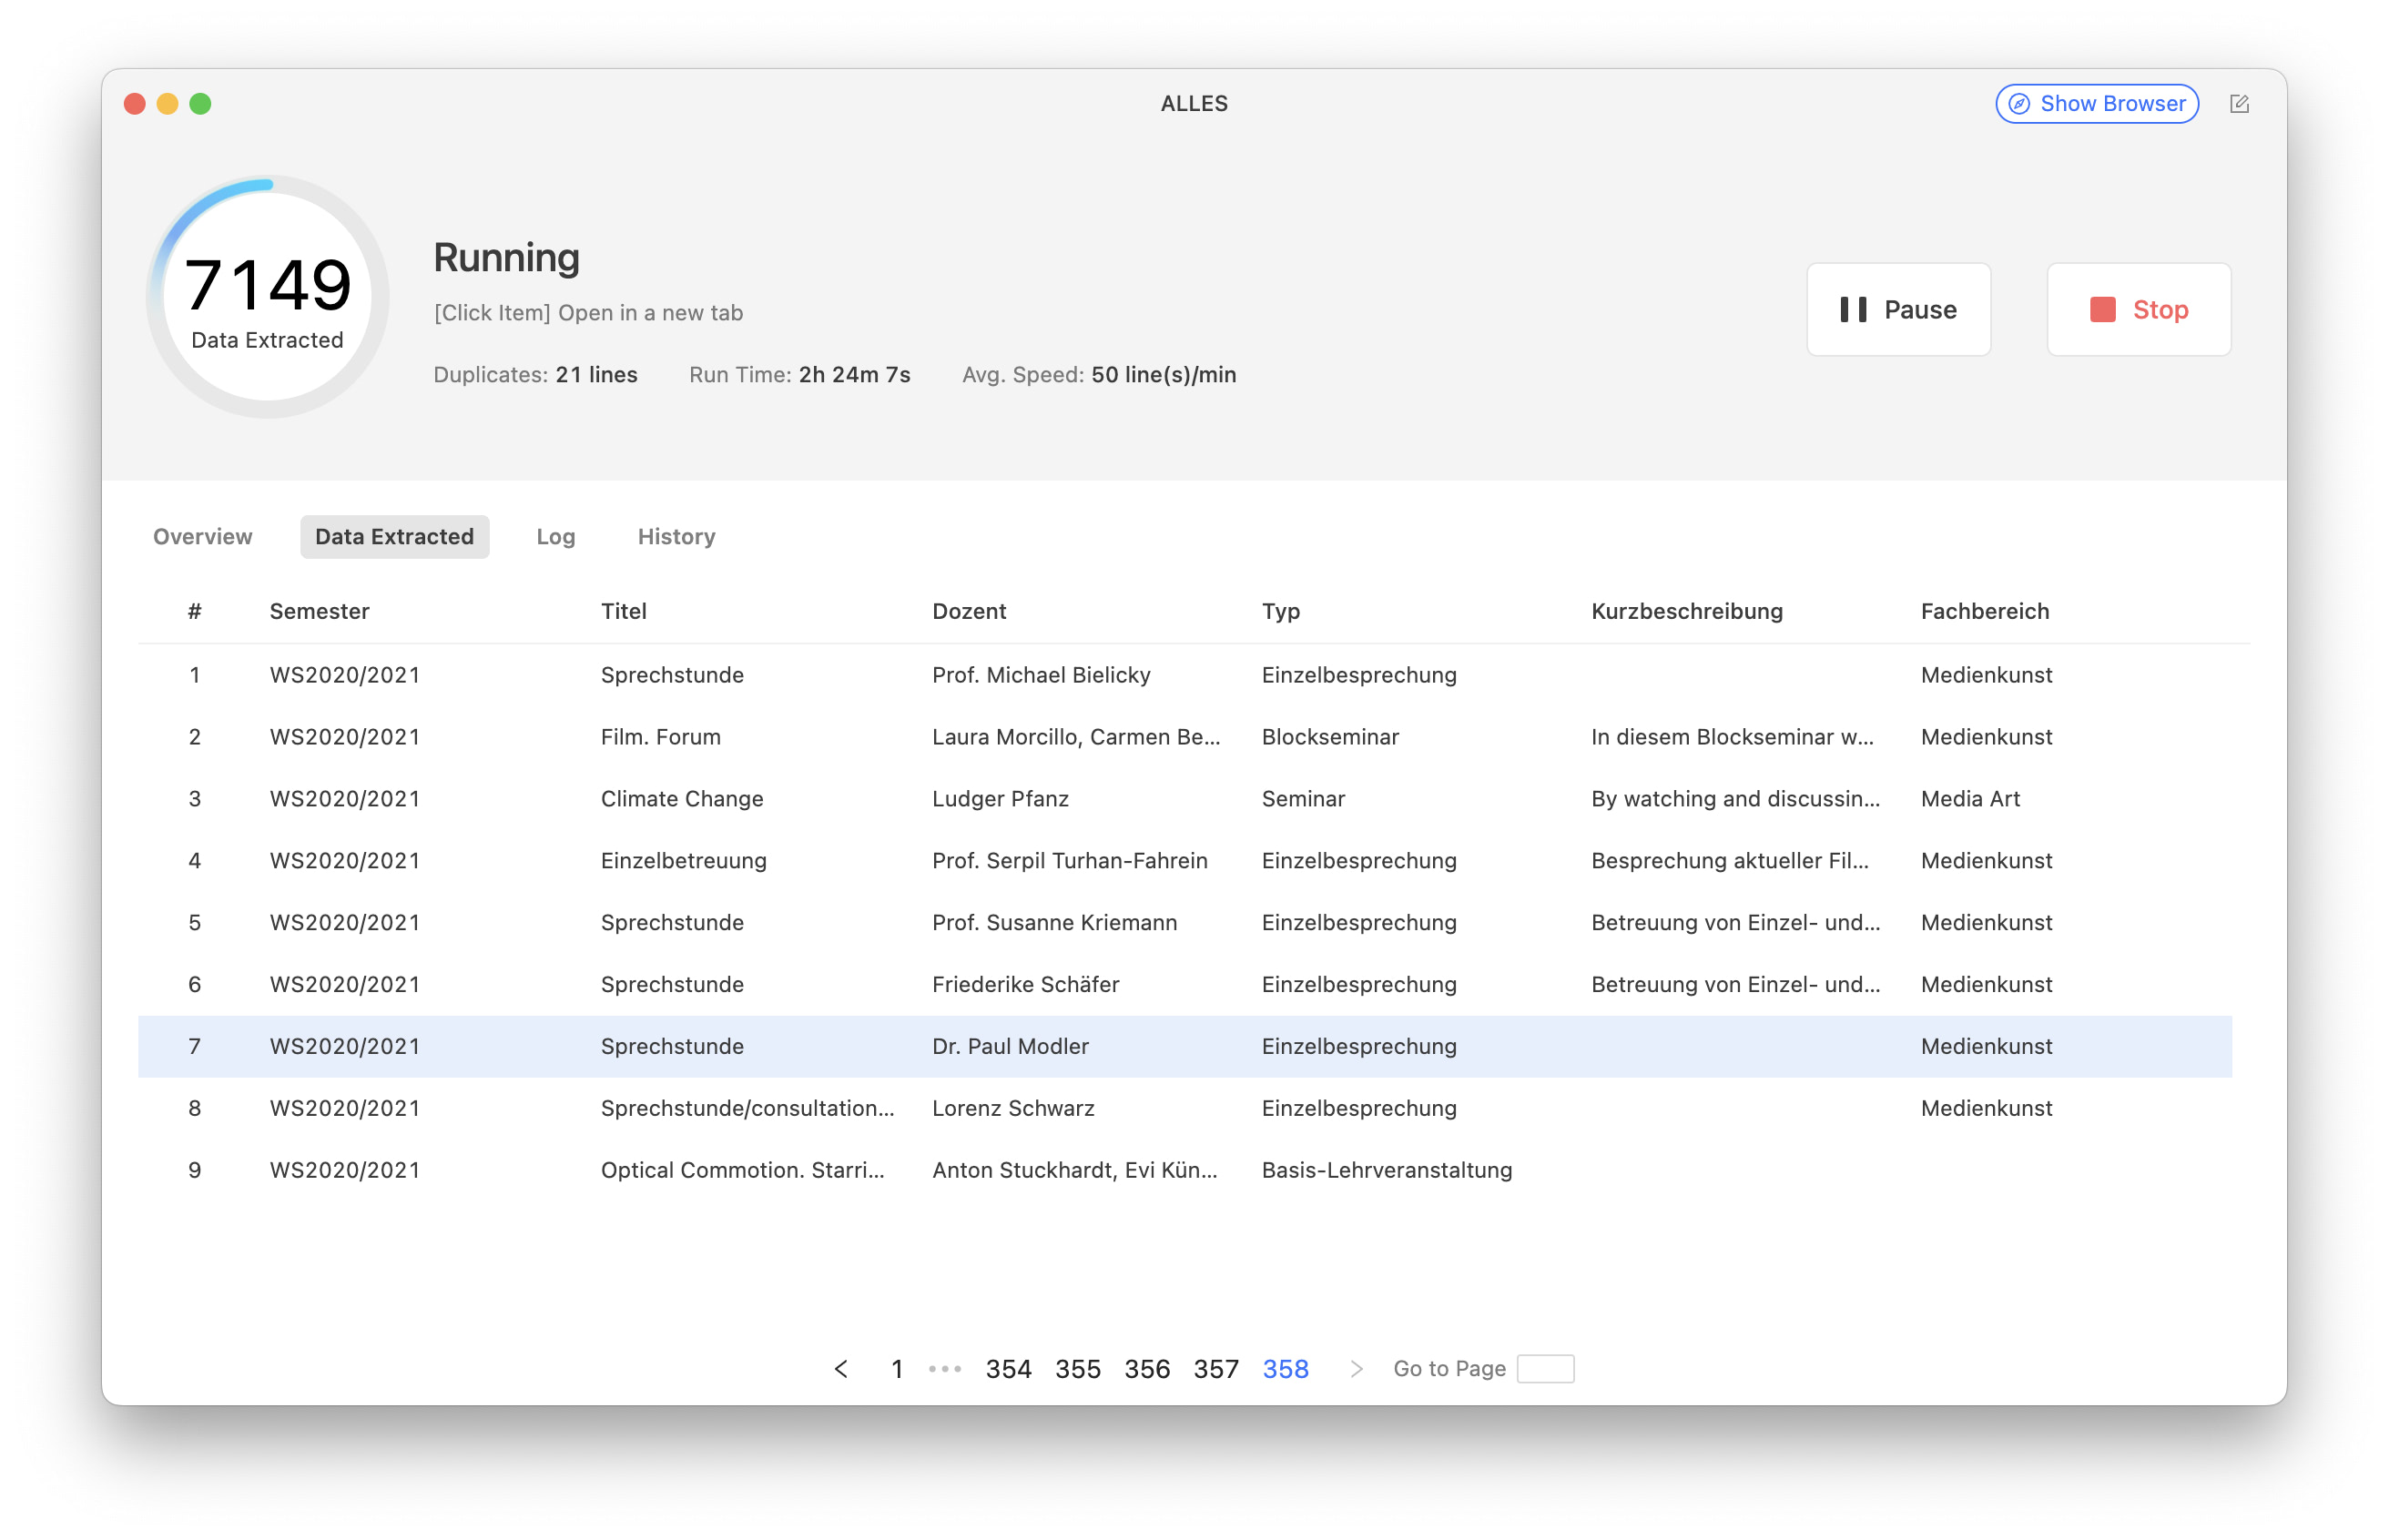 ALLES
Show Browser
7149
Data Extracted
Running
[Click Item] Open in a new tab
Duplicates: 21 lines Run Time: 2h 24m 7s Avg. Speed: 50 line(s)/min
Pause
Stop
Overview Data Extracted Log History
# Semester Titel Dozent Typ Kurzbeschreibung Fachbereich
1 WS2020/2021 Sprechstunde Prof. Michael Bielicky Einzelbesprechung Medienkunst
2 WS2020/2021 Film. Forum Laura Morcillo, Carmen Be... Blockseminar In diesem Blockseminar w... Medienkunst
3 WS2020/2021 Climate Change Ludger Pfanz Seminar By watching and discussin... Media Art
4 WS2020/2021 Einzelbetreuung Prof. Serpil Turhan-Fahrein Einzelbesprechung Besprechung aktueller Fil... Medienkunst
5 WS2020/2021 Sprechstunde Prof. Susanne Kriemann Einzelbesprechung Betreuung von Einzel- und... Medienkunst
6 WS2020/2021 Sprechstunde Friederike Schäfer Einzelbesprechung Betreuung von Einzel- und... Medienkunst
7 WS2020/2021 Sprechstunde Dr. Paul Modler Einzelbesprechung Medienkunst
8 WS2020/2021 Sprechstunde/consultation... Lorenz Schwarz Einzelbesprechung Medienkunst
9 WS2020/2021 Optical Commotion. Starri... Anton Stuckhardt, Evi Kün... Basis-Lehrveranstaltung
< 1 ••• 354 355 356 357 358 > Go to Page